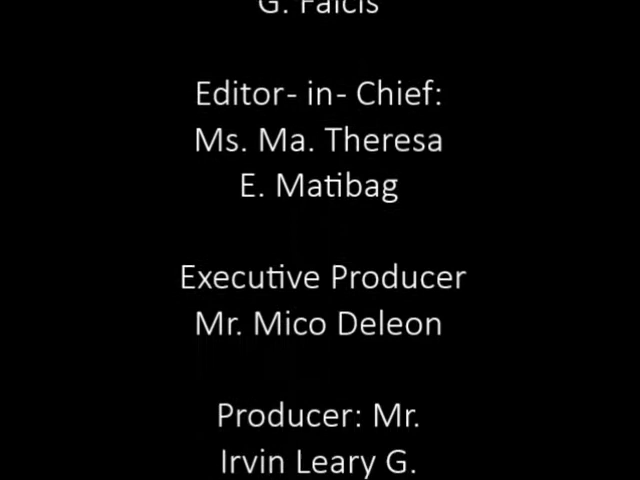 G. Falcis
Editor- in- Chief:
Ms. Ma. Theresa
E. Matibag
Executive Producer
Mr. Mico Deleon
Producer: Mr.
Irvin Leary G.